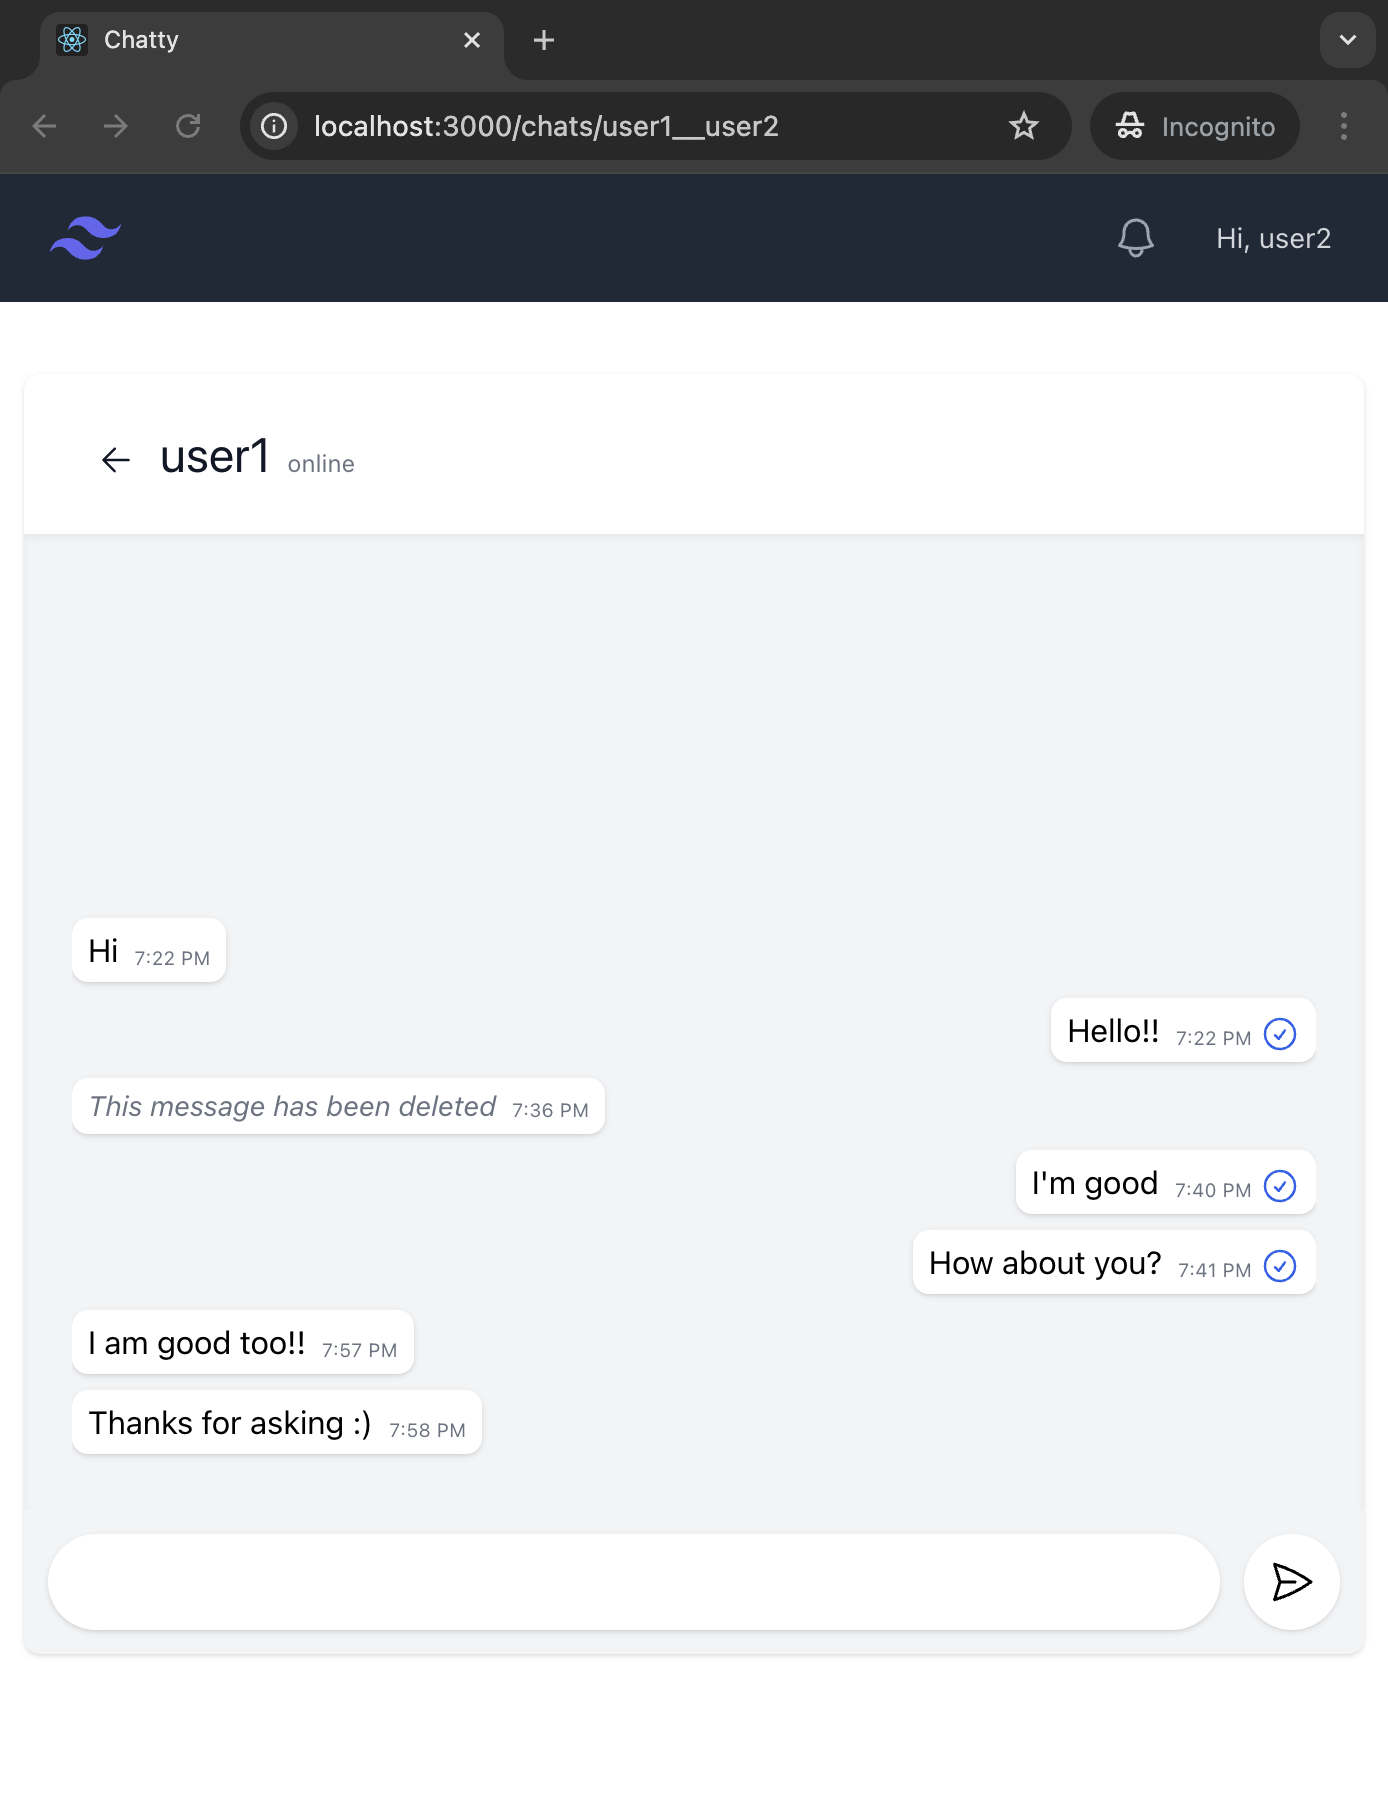 Chatty
localhost:3000/chats/user1__user2
Incognito
Hi, user2
user1 online
Hi 7:22 PM
Hello!! 7:22 PM
This message has been deleted 7:36 PM
I'm good 7:40 PM
How about you? 7:41 PM
I am good too!! 7:57 PM
Thanks for asking :) 7:58 PM